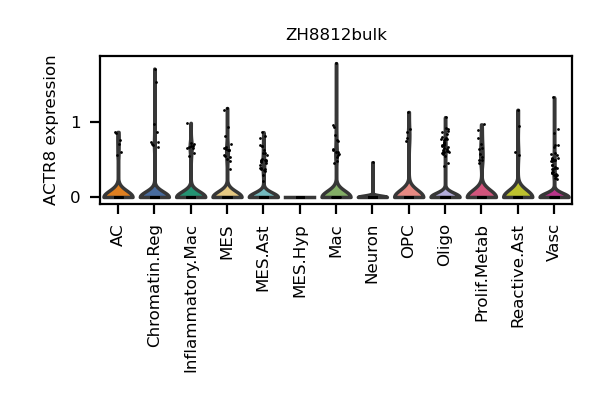 ZH8812bulk
ACTR8 expression
1
0
AC
Chromatin.Reg
Inflammatory.Mac
MES
MES.Ast
MES.Hyp
Mac
Neuron
OPC
Oligo
Prolif.Metab
Reactive.Ast
Vasc